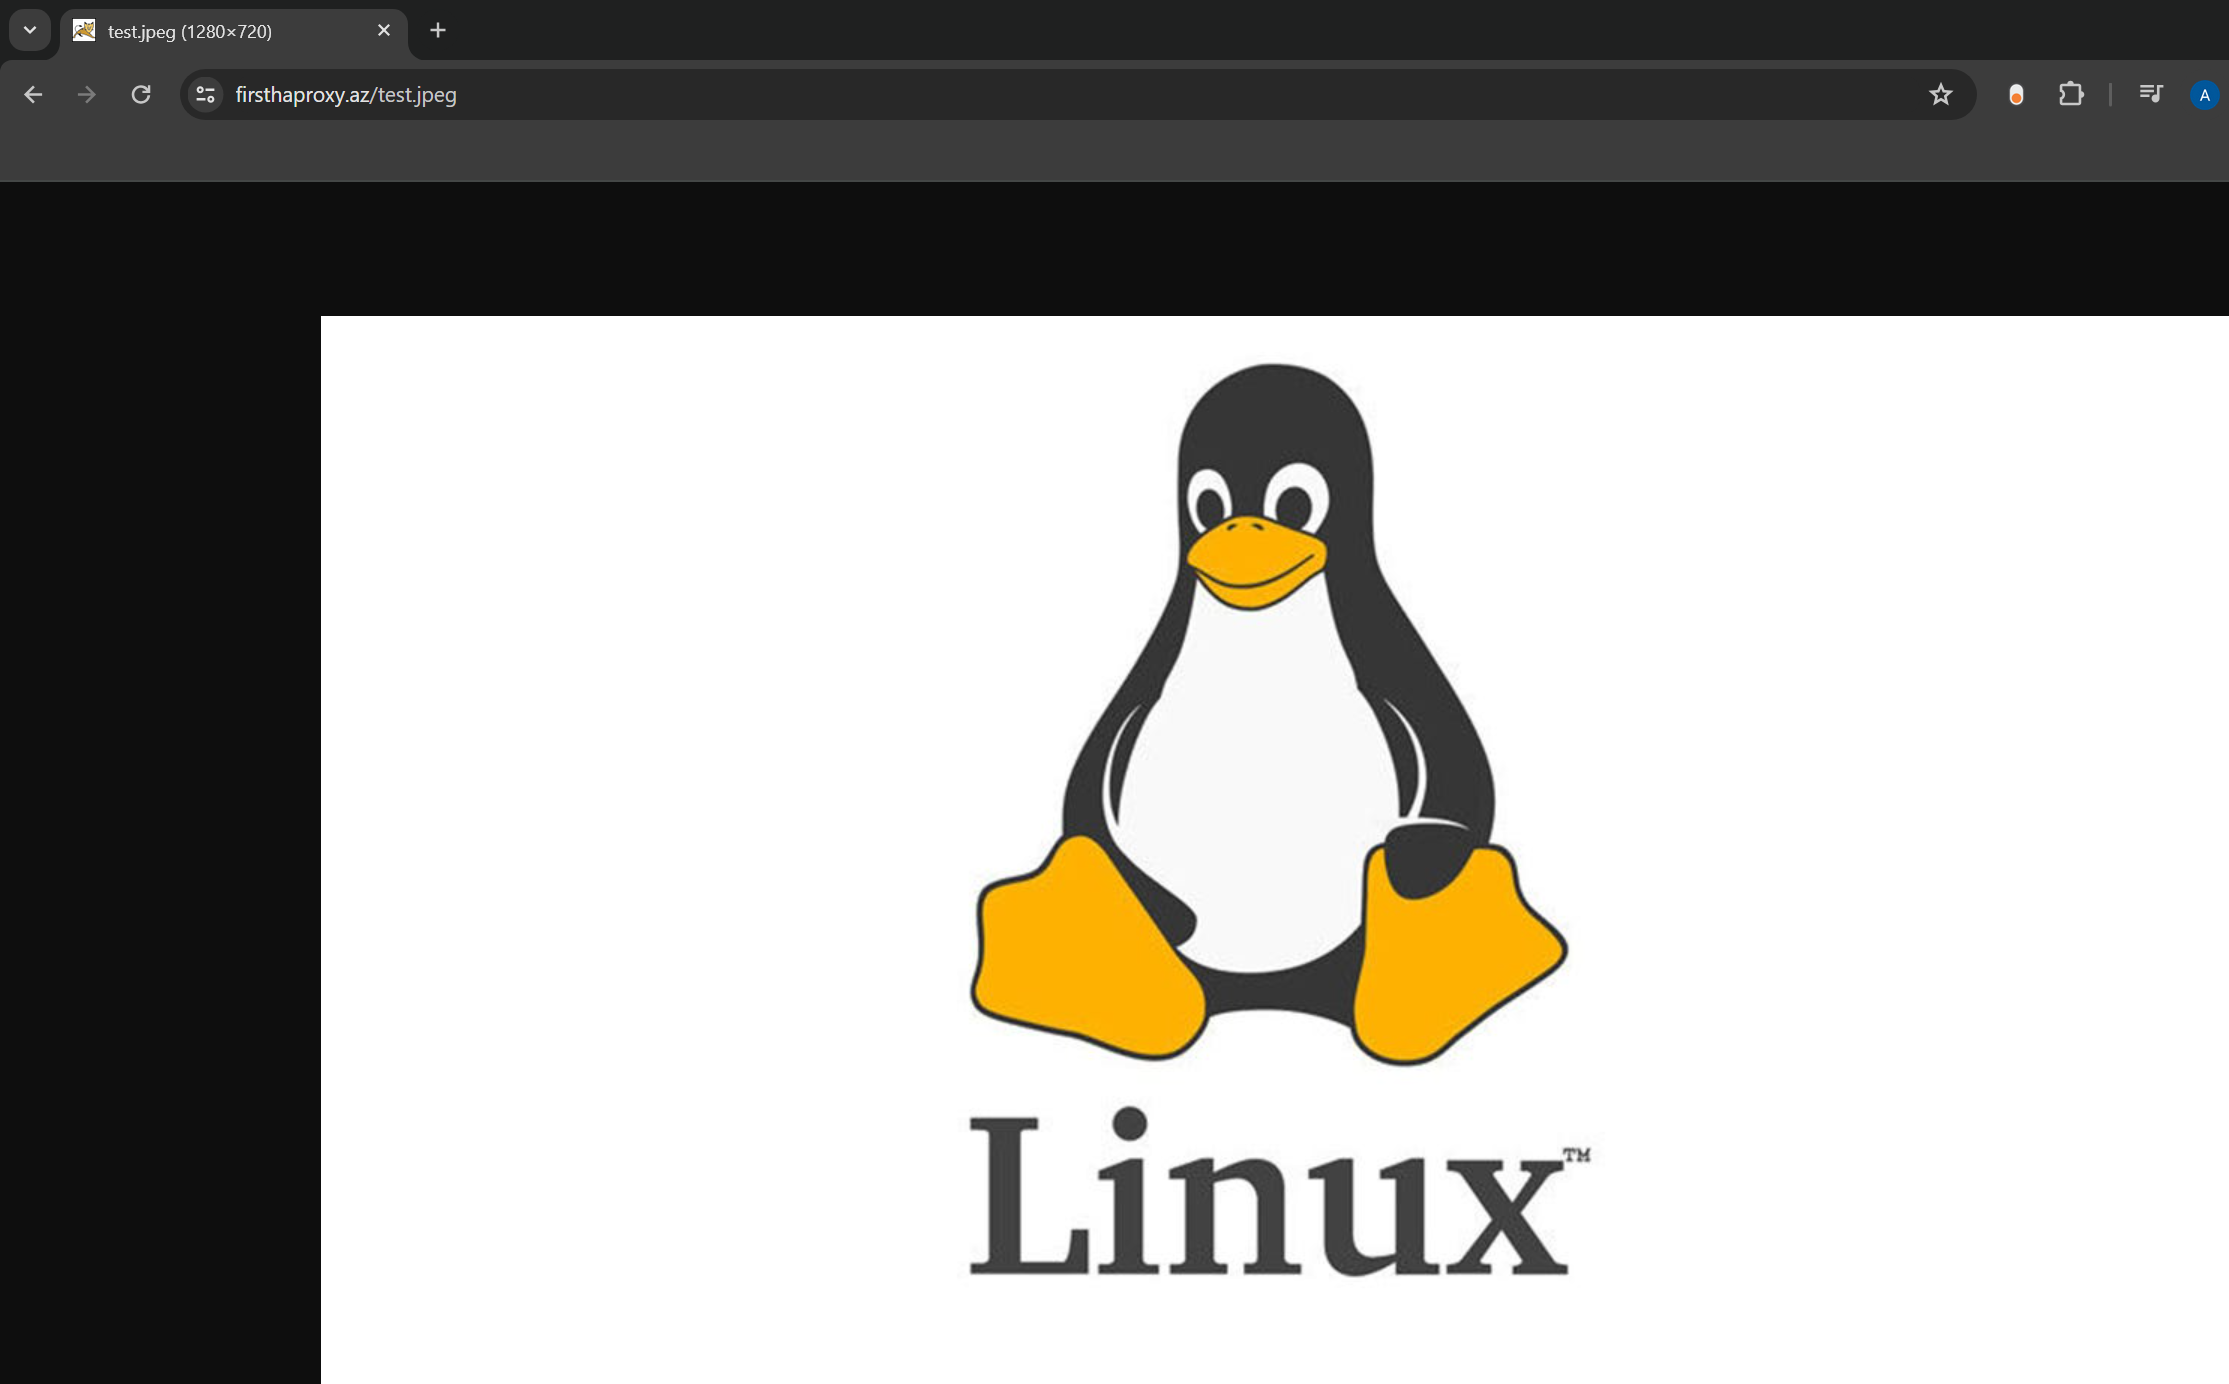 test.jpeg (1280×720)
firsthaproxy.az/test.jpeg
A
Linux™